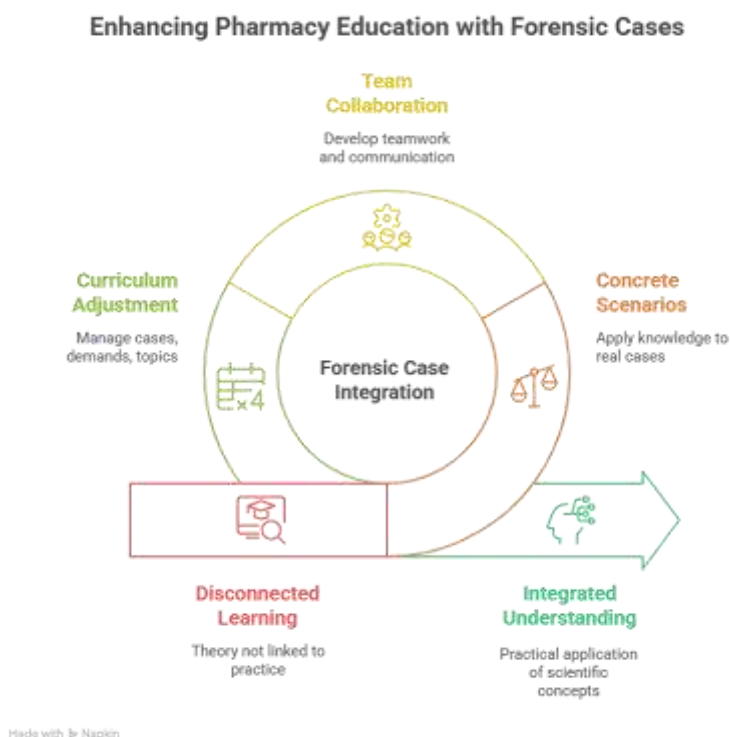 Enhancing Pharmacy Education with Forensic Cases
Team
Collaboration
Develop teamwork
and communication
Curriculum
Adjustment
Manage cases,
demands, topics
Concrete
Scenarios
Apply knowledge to
real cases
Forensic Case
Integration
x4
Disconnected
Learning
Theory not linked to
practice
Integrated
Understanding
Practical application
of scientific
concepts
Made with Napkin